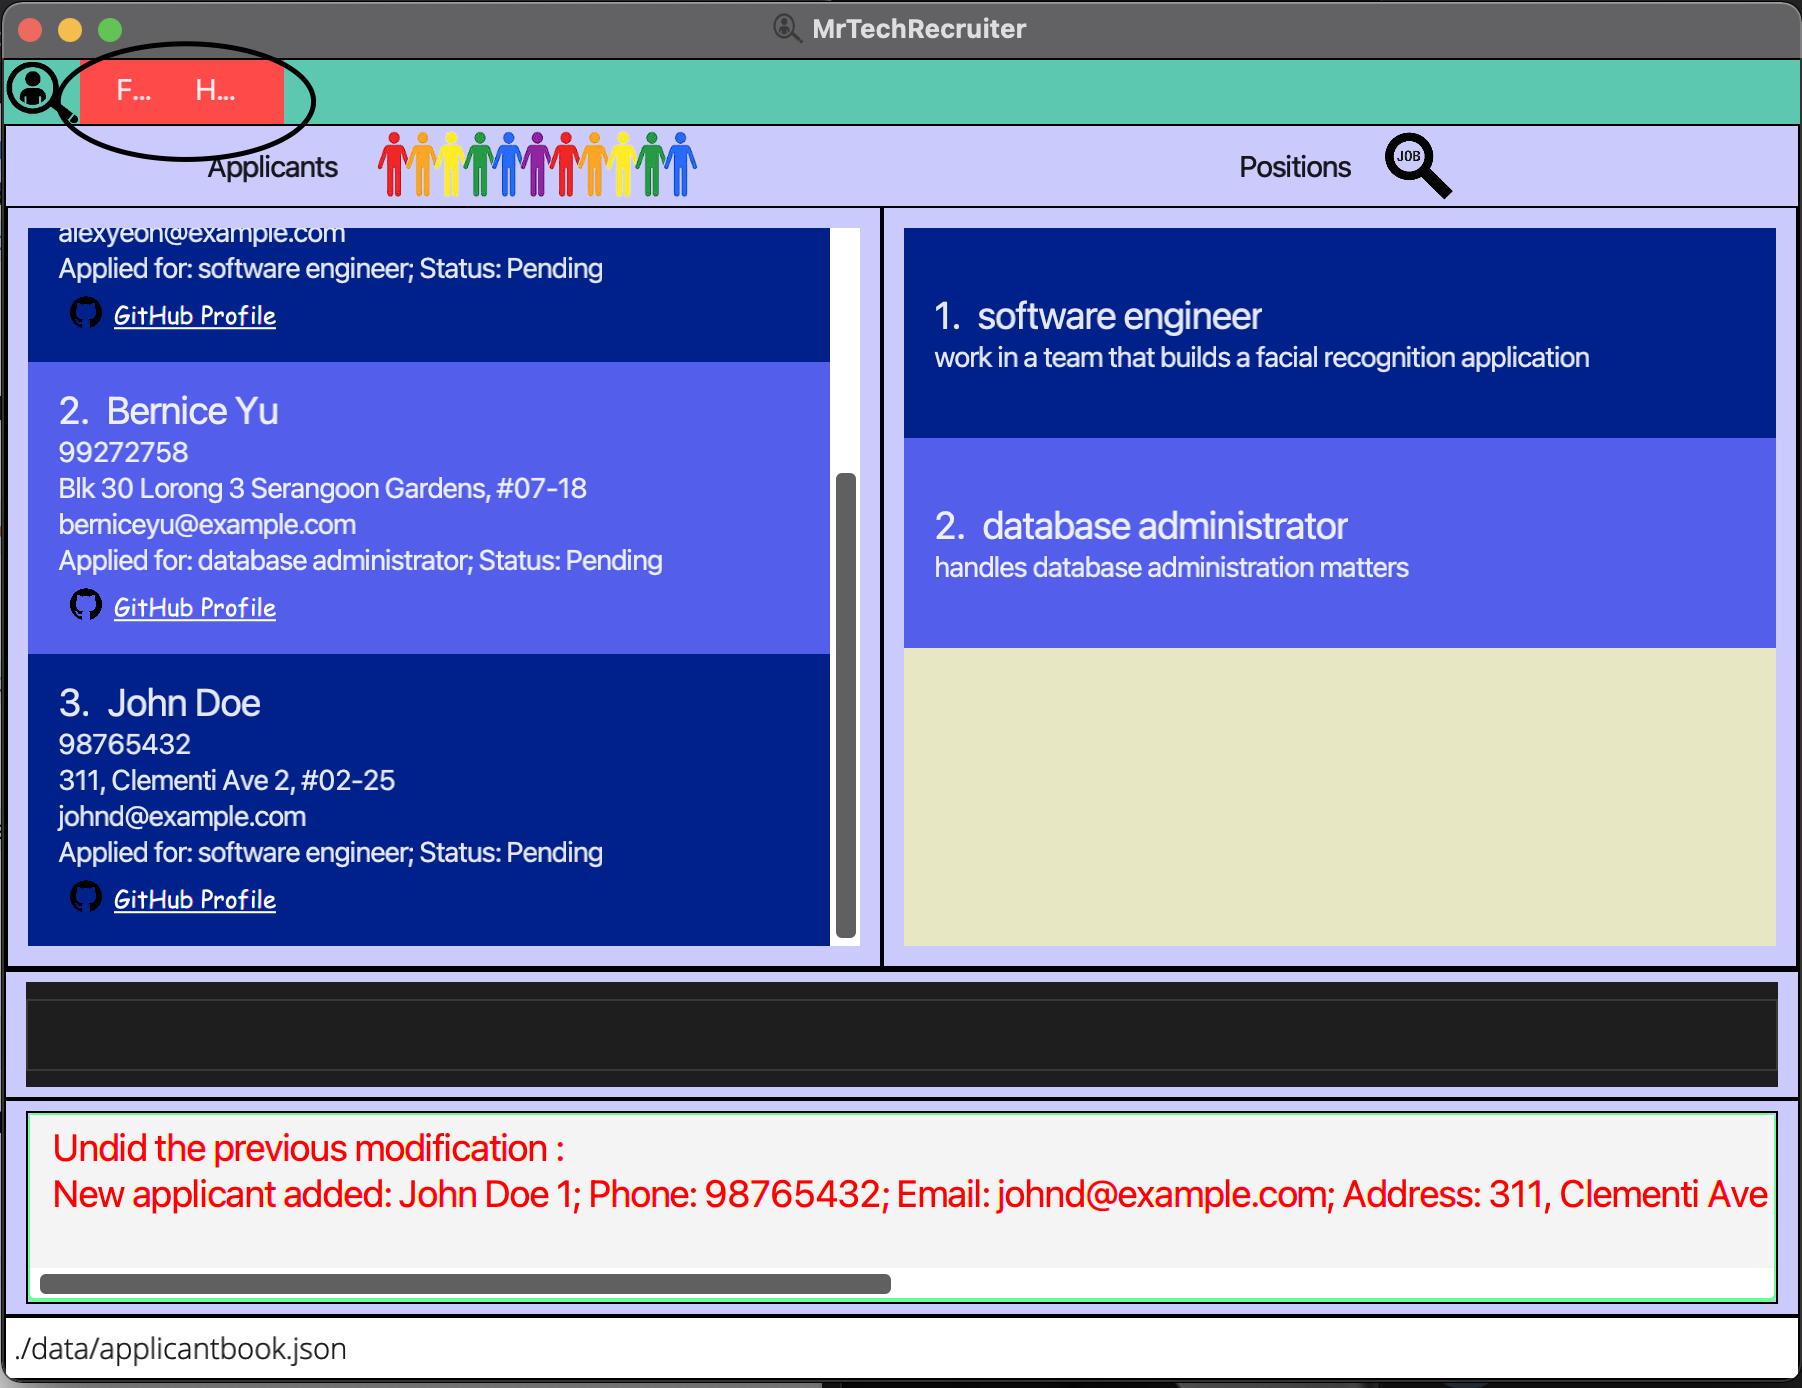 MrTechRecruiter
F... H...
Applicants
Positions
JOB
alexyeoh@example.com
Applied for: software engineer; Status: Pending
GitHub Profile
2. Bernice Yu
99272758
Blk 30 Lorong 3 Serangoon Gardens, #07-18
berniceyu@example.com
Applied for: database administrator; Status: Pending
GitHub Profile
3. John Doe
98765432
311, Clementi Ave 2, #02-25
johnd@example.com
Applied for: software engineer; Status: Pending
GitHub Profile
1. software engineer
work in a team that builds a facial recognition application
2. database administrator
handles database administration matters
Undid the previous modification :
New applicant added: John Doe 1; Phone: 98765432; Email: johnd@example.com; Address: 311, Clementi Ave
./data/applicantbook.json